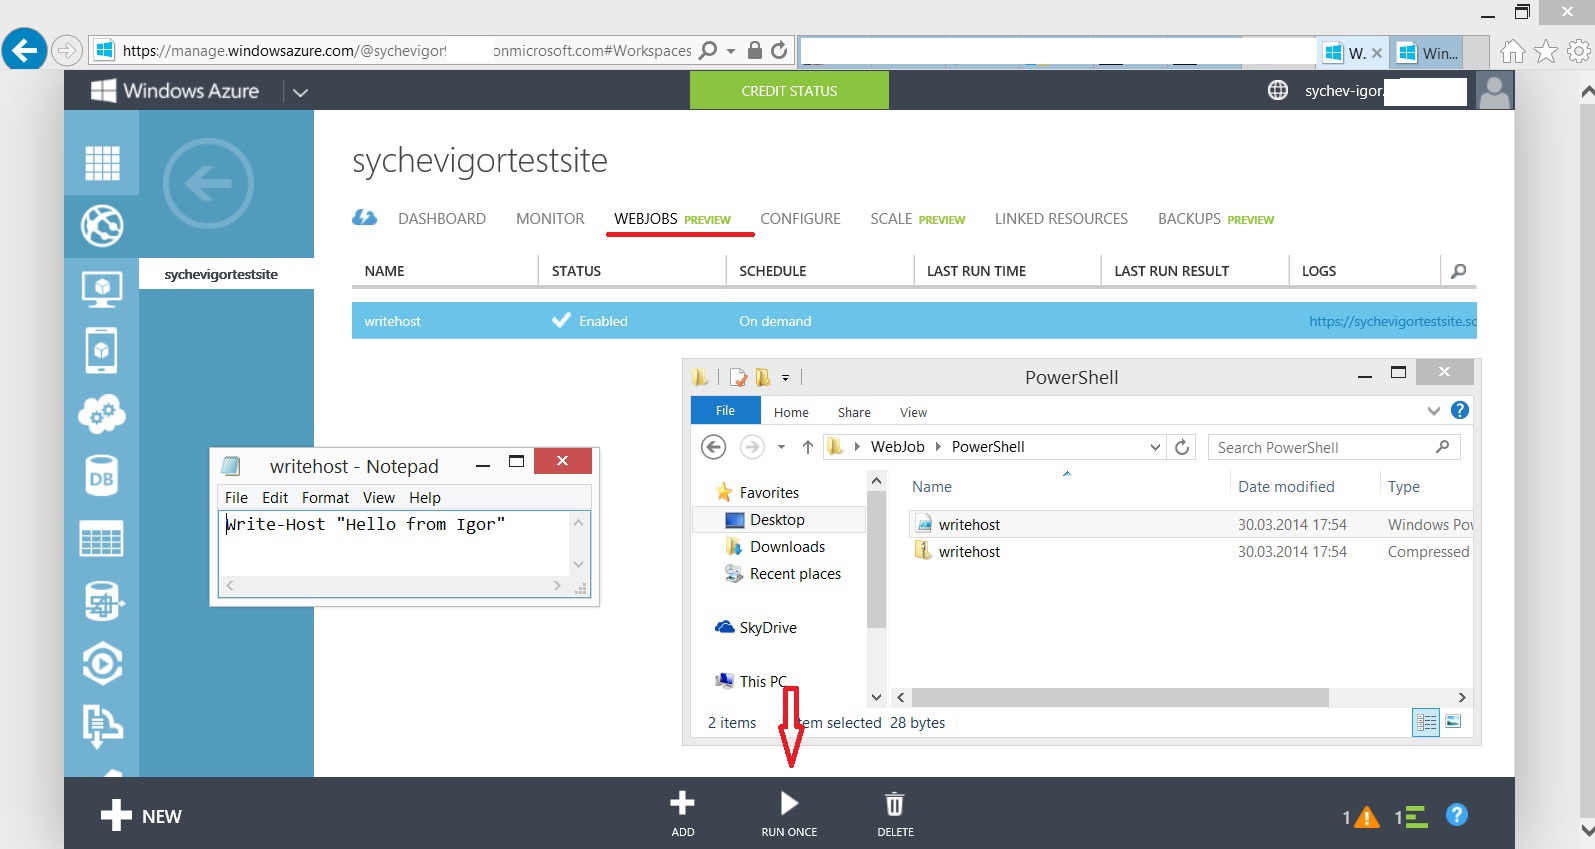 https://manage.windowsazure.com/@sychevigor onmicrosoft.com#Workspaces
W.
Win...
Windows Azure
CREDIT STATUS
sychev-igor.
sychevigortestsite
DASHBOARD MONITOR WEBJOBS PREVIEW CONFIGURE SCALE PREVIEW LINKED RESOURCES BACKUPS PREVIEW
sychevigortestsite
NAME STATUS SCHEDULE LAST RUN TIME LAST RUN RESULT LOGS
writehost Enabled On demand https://sychevigortestsite.sc
PowerShell
File Home Share View
WebJob PowerShell
Search PowerShell
writehost - Notepad
File Edit Format View Help
Write-Host "Hello from Igor"
DB
Favorites
Desktop
Downloads
Recent places
SkyDrive
This PC
Name Date modified Type
writehost 30.03.2014 17:54 Windows Pow
writehost 30.03.2014 17:54 Compressed
2 items tem selected 28 bytes
NEW
ADD
RUN ONCE
DELETE
1
1